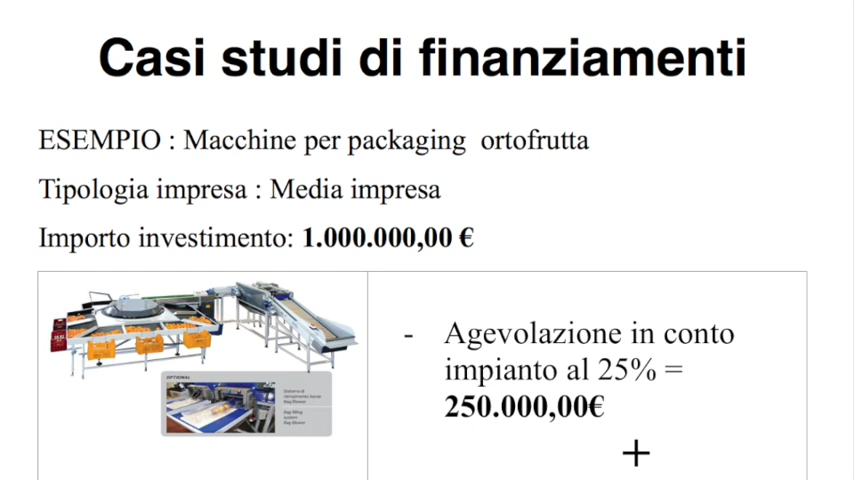 Casi studi di finanziamenti
ESEMPIO : Macchine per packaging ortofrutta
Tipologia impresa : Media impresa
Importo investimento: 1.000.000,00 €
- Agevolazione in conto
impianto al 25% =
250.000,00€
+
OPTIONAL